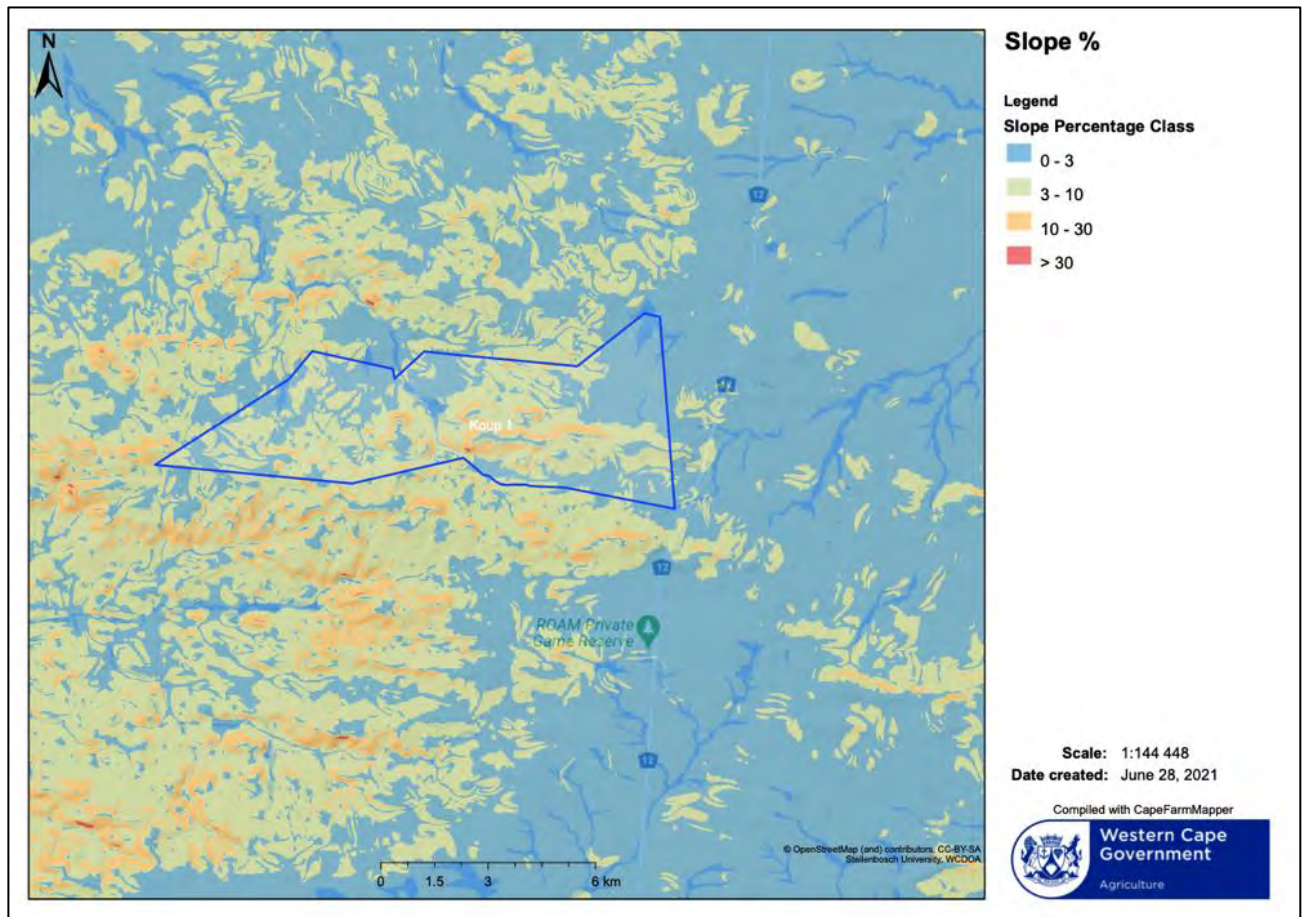 N
Slope %
Legend
Slope Percentage Class
0 - 3
3 - 10
10 - 30
> 30
12
12
Koup 1
12
ROAM Private
Game Reserve
12
Scale: 1:144 448
Date created: June 28, 2021
Compiled with CapeFarmMapper
Western Cape
Government
Agriculture
© OpenStreetMap (and) contributors, CC-BY-SA
Stellenbosch University, WCDOA
0 1.5 3 6 km